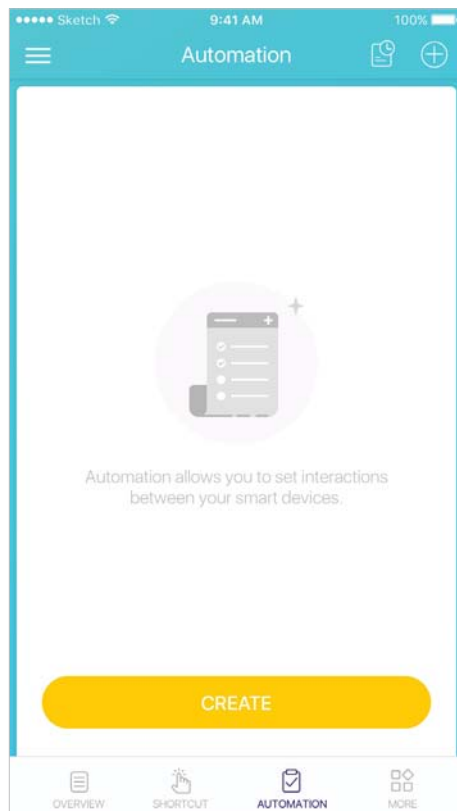 Sketch 9:41 AM 100%
Automation
Automation allows you to set interactions
between your smart devices.
CREATE
OVERVIEW SHORTCUT AUTOMATION MORE